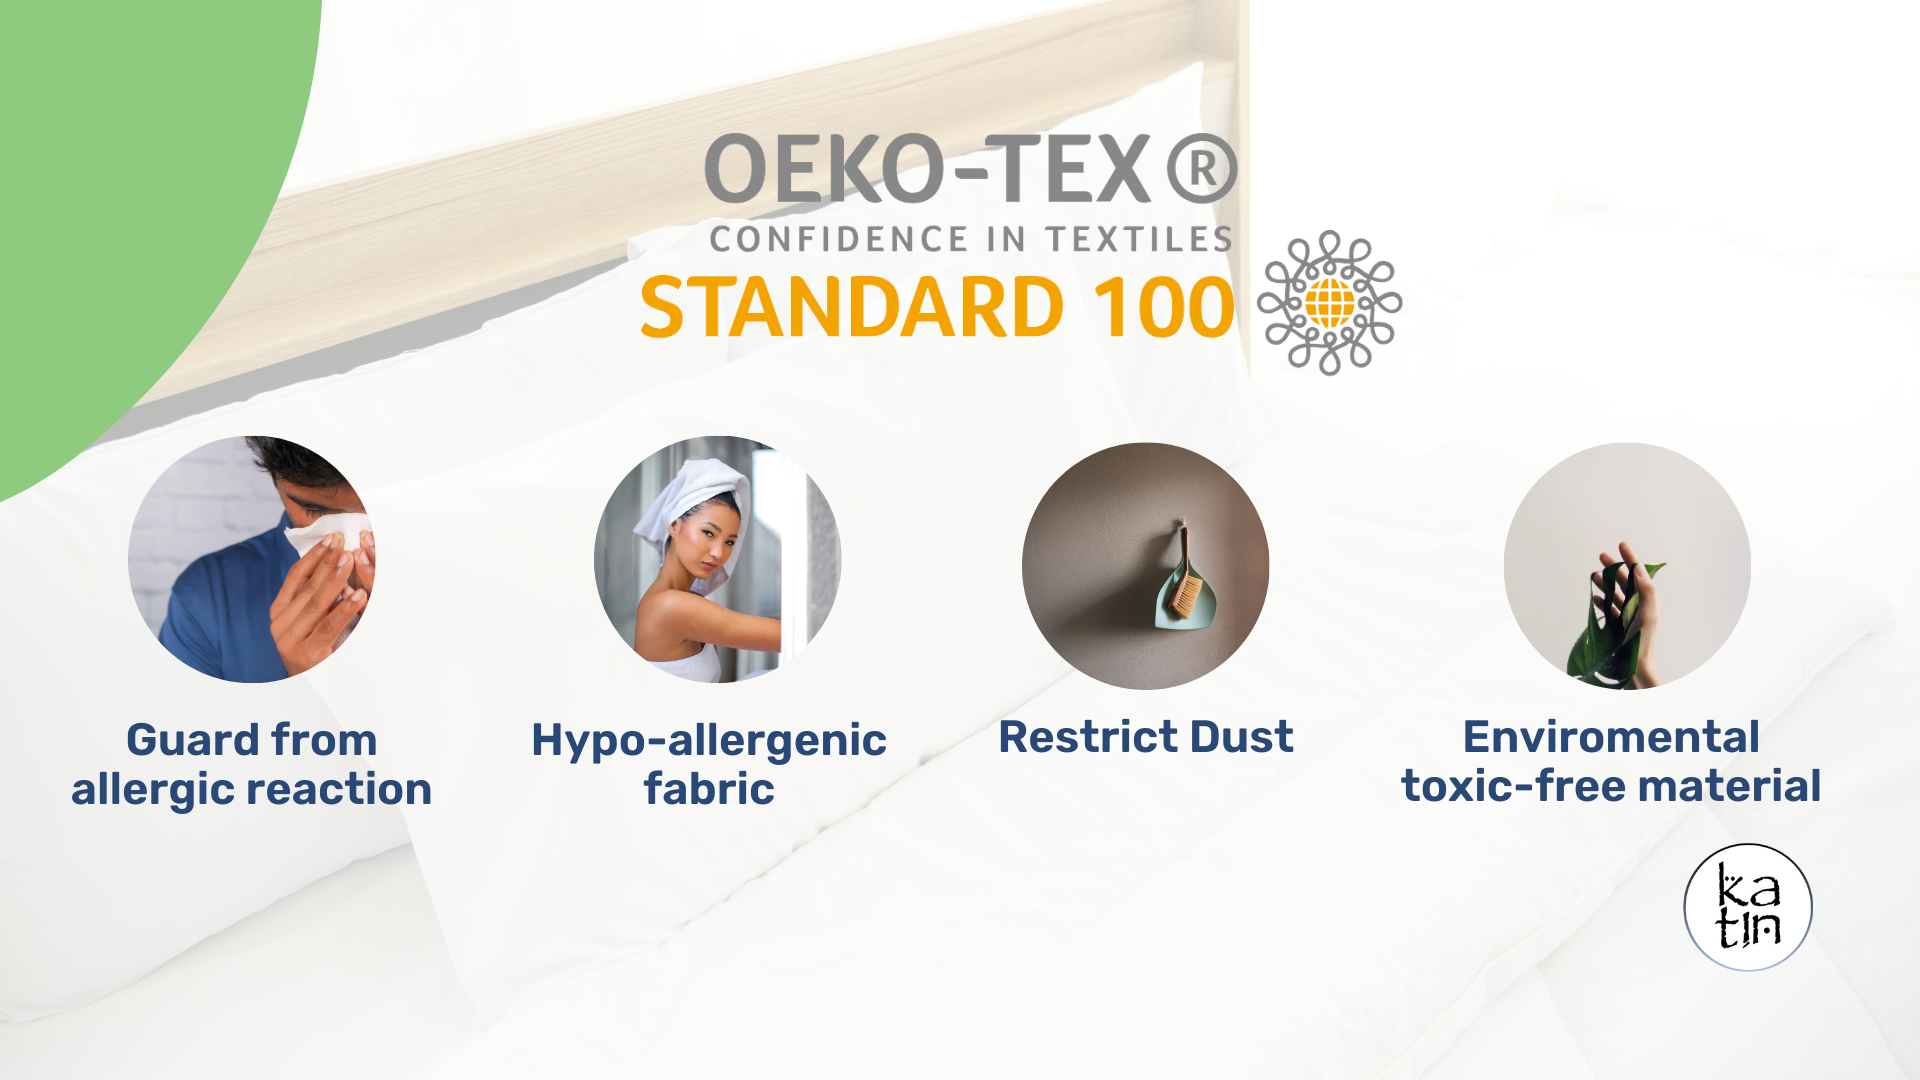 OEKO-TEX®
CONFIDENCE IN TEXTILES
STANDARD 100
Guard from
allergic reaction
Hypo-allergenic
fabric
Restrict Dust
Enviromental
toxic-free material
ka
tin